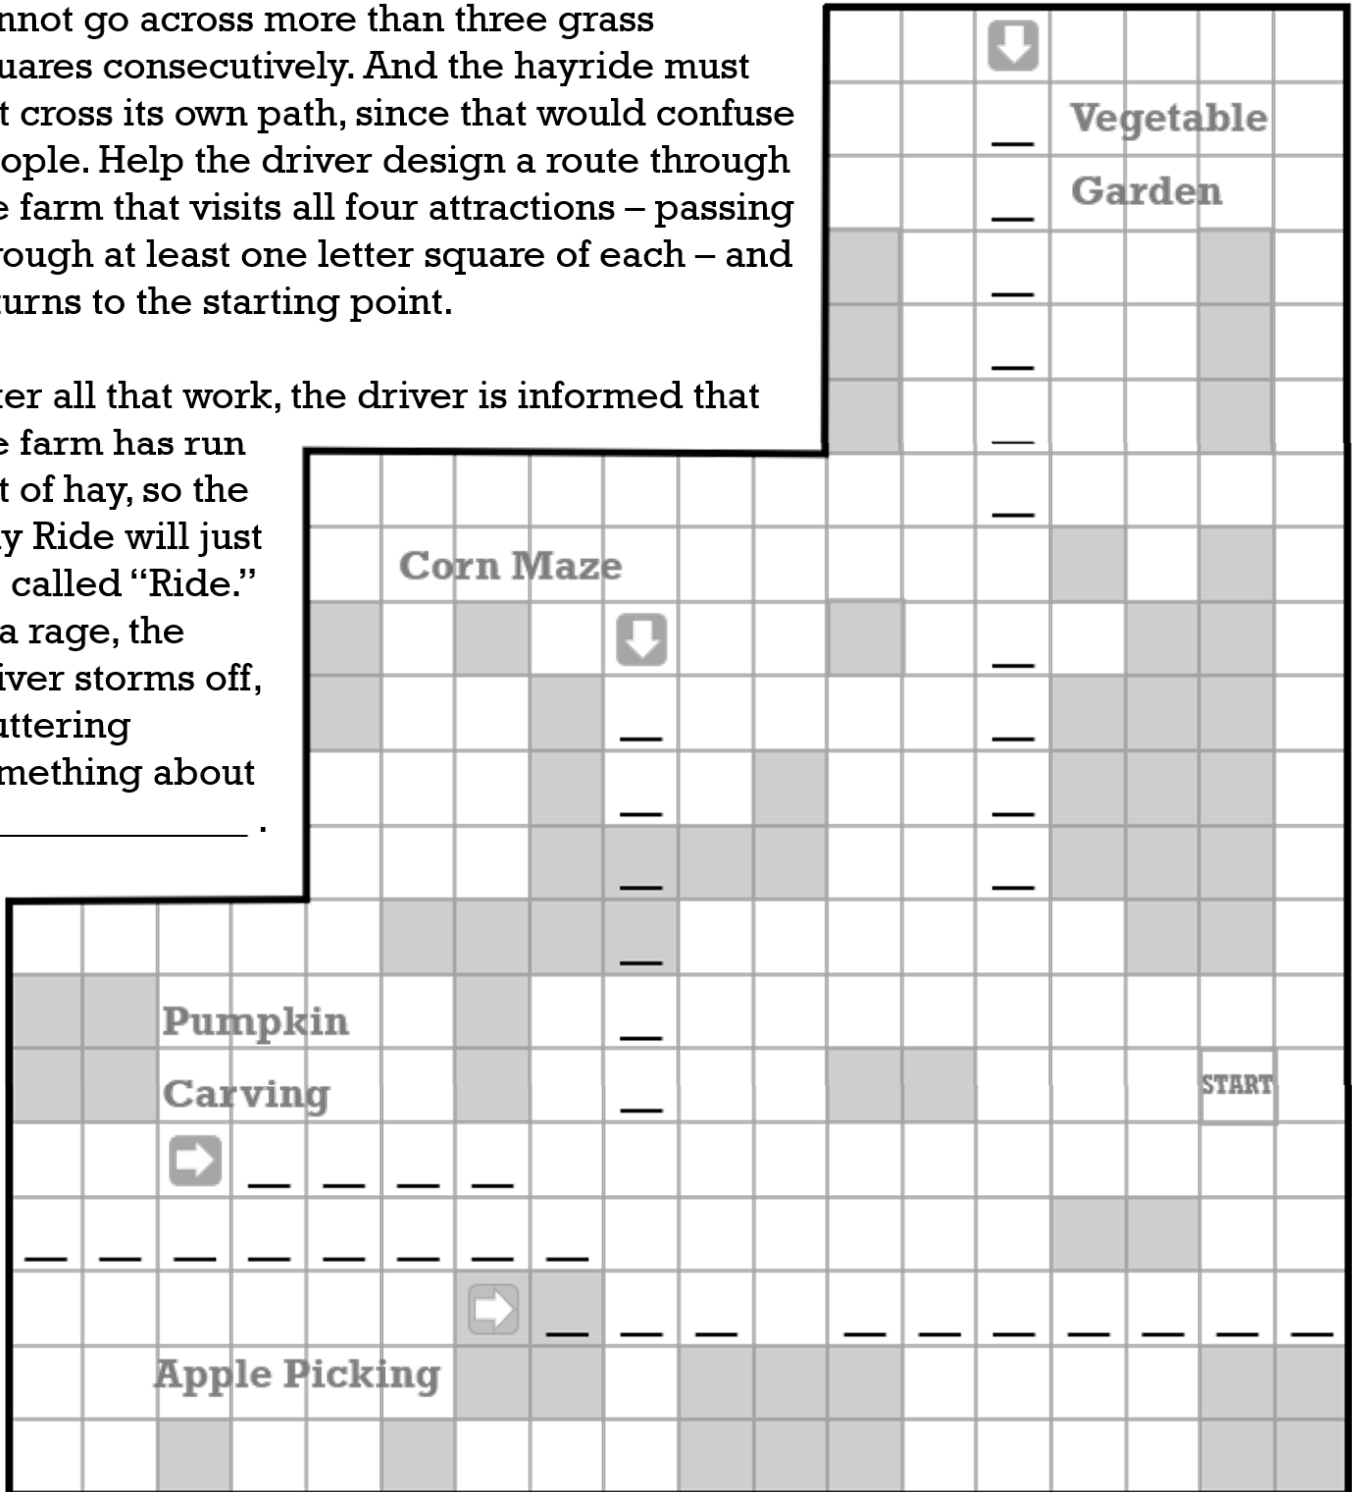 nnot go across more than three grass
uares consecutively. And the hayride must
t cross its own path, since that would confuse
ople. Help the driver design a route through
e farm that visits all four attractions – passing
rough at least one letter square of each – and
turns to the starting point.
ter all that work, the driver is informed that
e farm has run
t of hay, so the
y Ride will just
called “Ride.”
a rage, the
iver storms off,
uttering
mething about
____________ .
Vegetable
Garden
Corn Maze
Pumpkin
Carving
START
Apple Picking